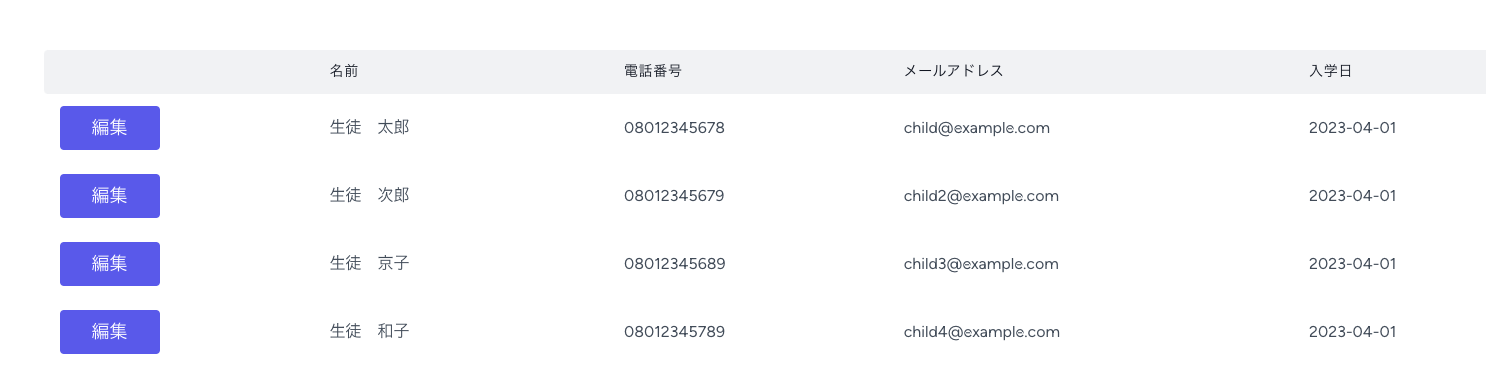 名前 電話番号 メールアドレス 入学日
編集 生徒　太郎 08012345678 child@example.com 2023-04-01
編集 生徒　次郎 08012345679 child2@example.com 2023-04-01
編集 生徒　京子 08012345689 child3@example.com 2023-04-01
編集 生徒　和子 08012345789 child4@example.com 2023-04-01